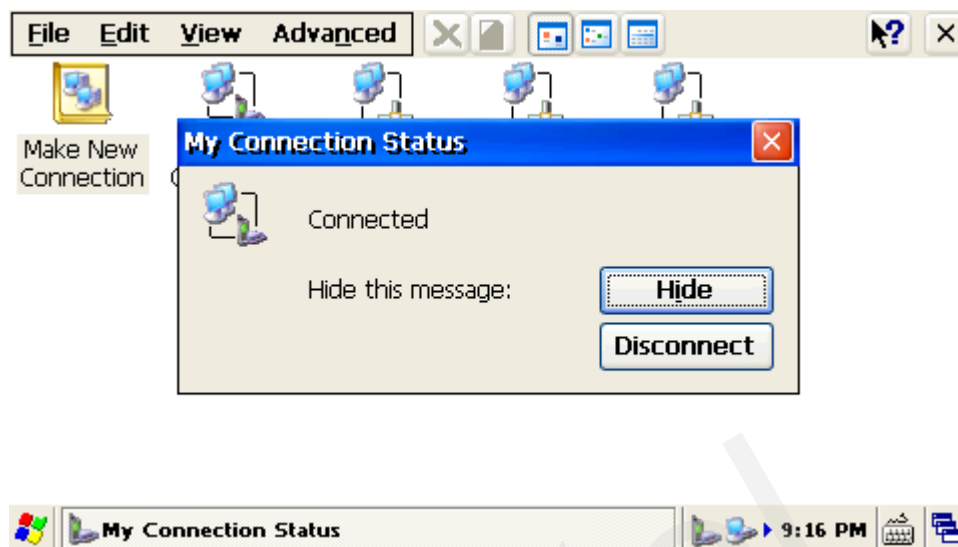 File Edit View Advanced
Make New
Connection
My Connection Status
Connected
Hide this message:
Hide
Disconnect
My Connection Status
9:16 PM